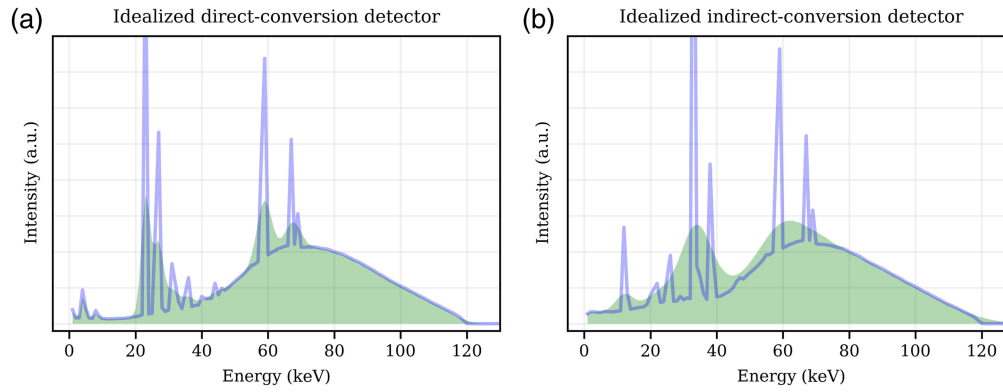 (a) Idealized direct-conversion detector
Intensity (a.u.)
0 20 40 60 80 100 120
Energy (keV)
(b) Idealized indirect-conversion detector
Intensity (a.u.)
0 20 40 60 80 100 120
Energy (keV)